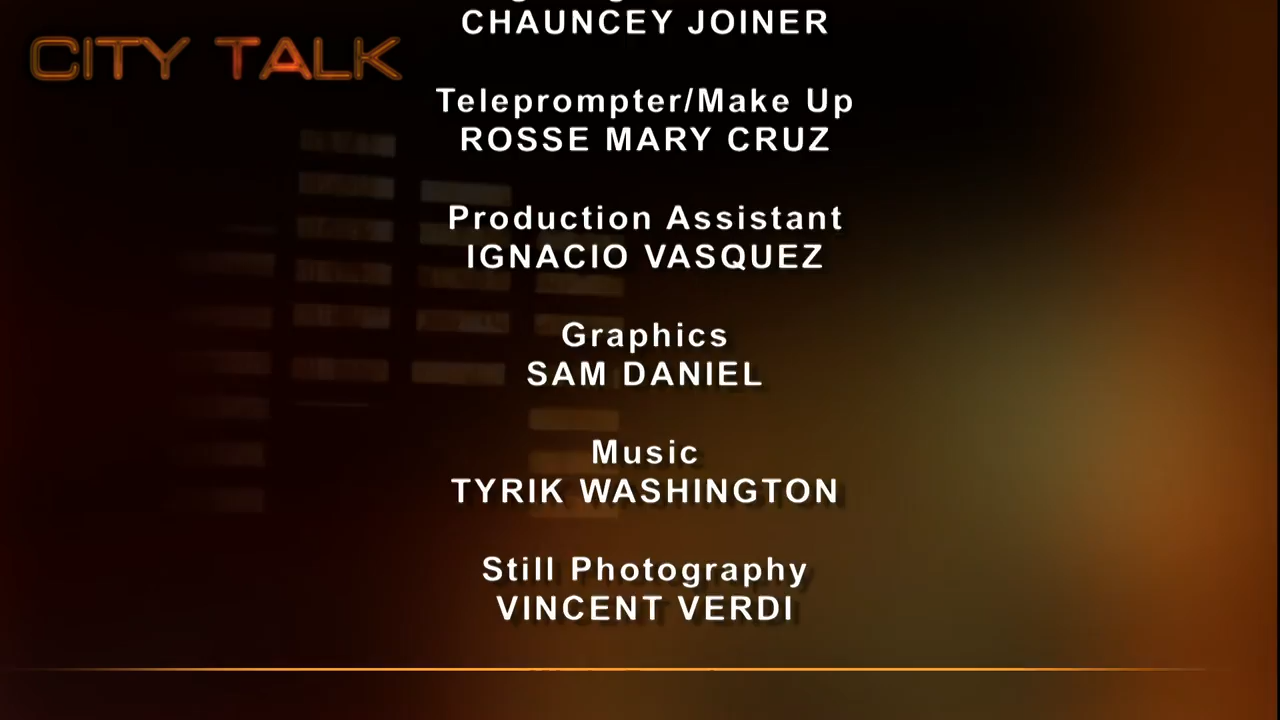 CITY TALK
CHAUNCEY JOINER
Teleprompter/Make Up
ROSSE MARY CRUZ
Production Assistant
IGNACIO VASQUEZ
Graphics
SAM DANIEL
Music
TYRIK WASHINGTON
Still Photography
VINCENT VERDI